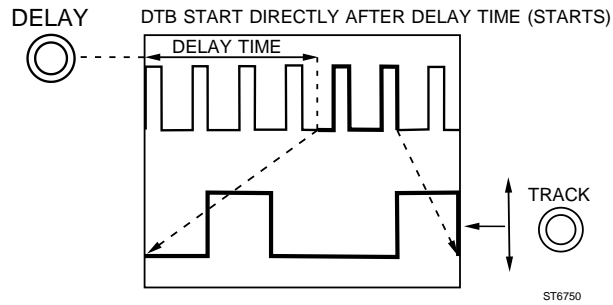 DELAY
DTB START DIRECTLY AFTER DELAY TIME (STARTS)
DELAY TIME
TRACK
ST6750